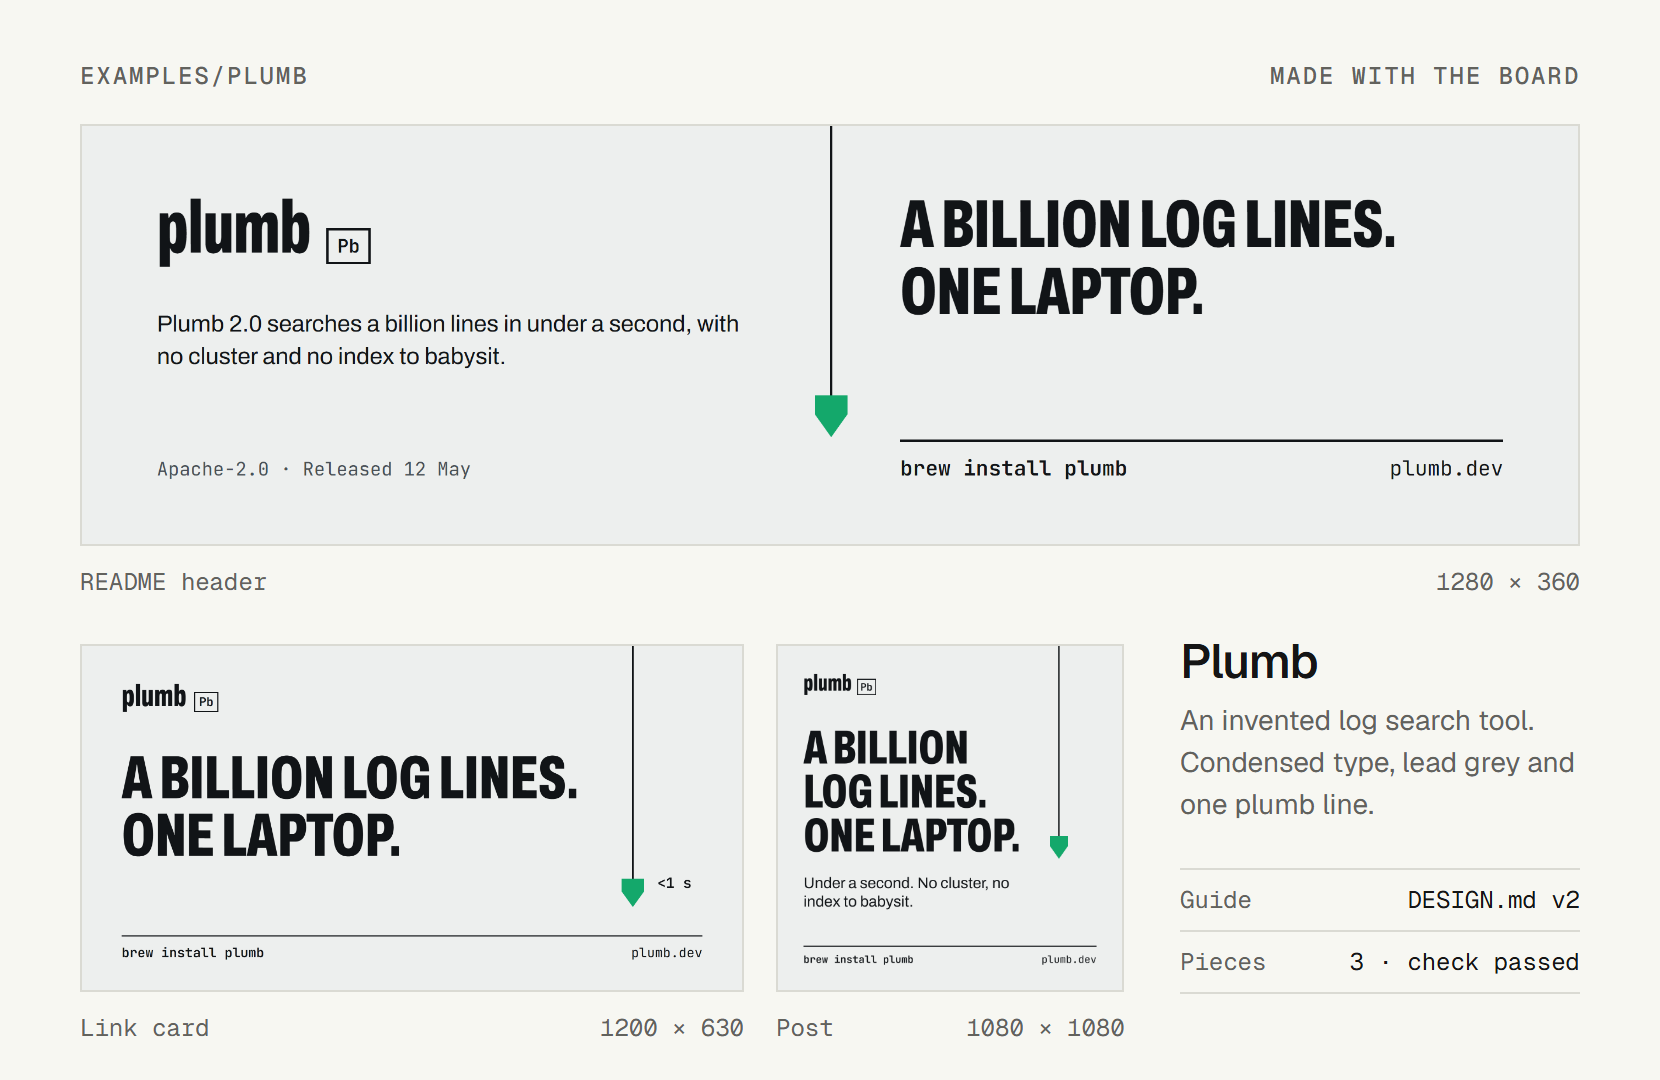 EXAMPLES/PLUMB
MADE WITH THE BOARD
plumb Pb
Plumb 2.0 searches a billion lines in under a second, with
no cluster and no index to babysit.
Apache-2.0 · Released 12 May
A BILLION LOG LINES.
ONE LAPTOP.
brew install plumb
plumb.dev
README header
1280 × 360
plumb Pb
A BILLION LOG LINES.
ONE LAPTOP.
<1 s
brew install plumb
plumb.dev
Link card
1200 × 630
plumb Pb
A BILLION
LOG LINES.
ONE LAPTOP.
Under a second. No cluster, no
index to babysit.
brew install plumb
plumb.dev
Post
1080 × 1080
Plumb
An invented log search tool.
Condensed type, lead grey and
one plumb line.
Guide
DESIGN.md v2
Pieces
3 · check passed